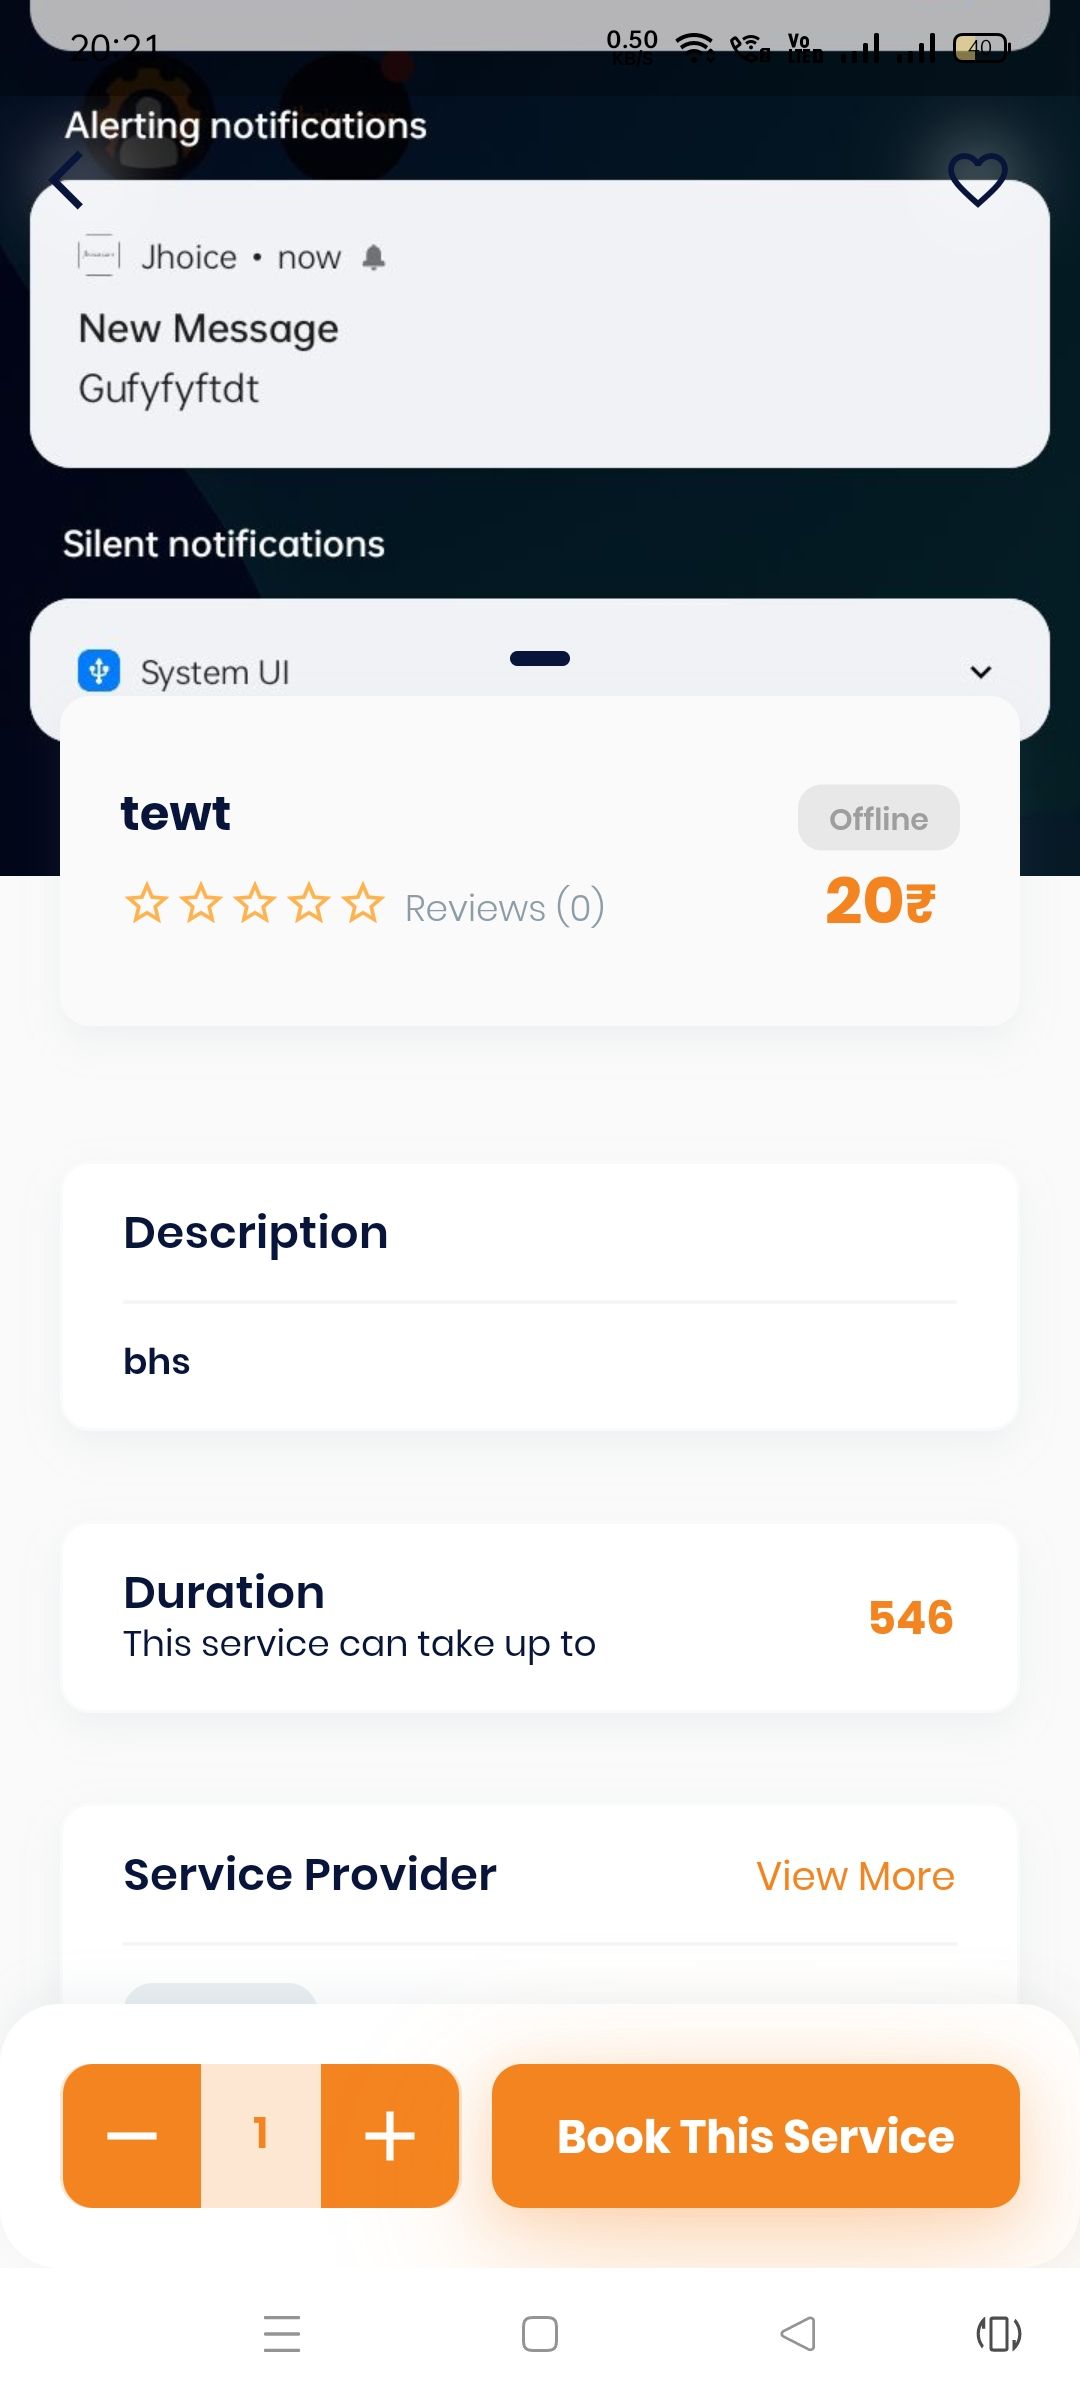 20:21
0.50
KB/S
Vo
LTE
40
Alerting notifications
Jhoice • now
New Message
Gufyfyftdt
Silent notifications
System UI
tewt
Offline
Reviews (0)
20₹
Description
bhs
Duration
This service can take up to
546
Service Provider
View More
1
Book This Service